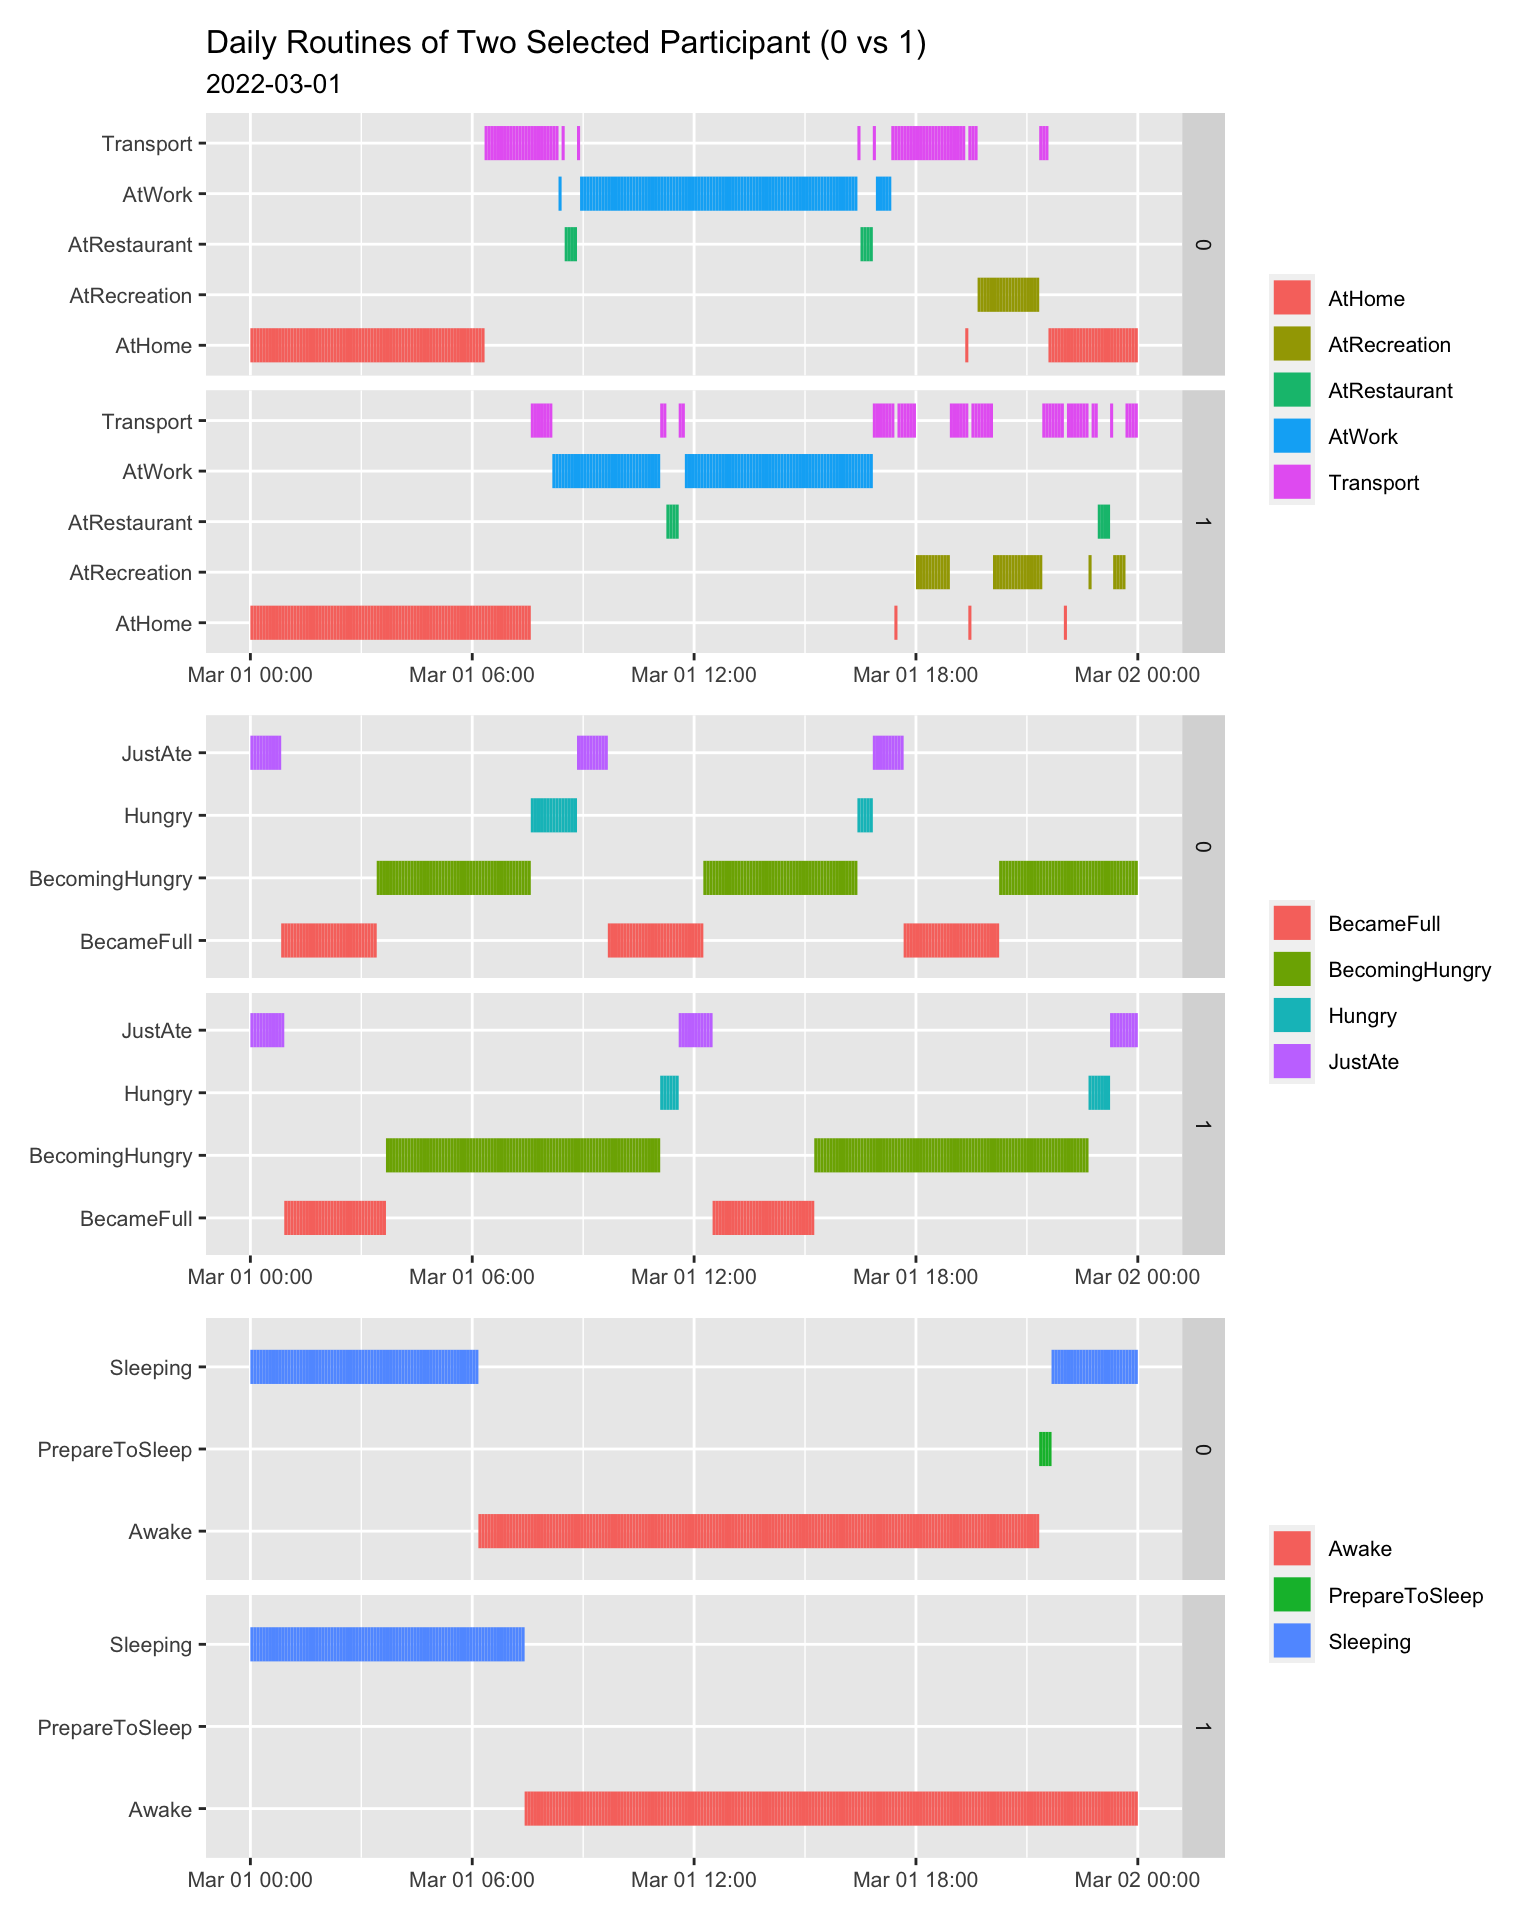 Daily Routines of Two Selected Participant (0 vs 1)
2022-03-01
Transport
AtWork
AtRestaurant
AtRecreation
AtHome
0
Transport
AtWork
AtRestaurant
AtRecreation
AtHome
1
Mar 01 00:00 Mar 01 06:00 Mar 01 12:00 Mar 01 18:00 Mar 02 00:00
AtHome
AtRecreation
AtRestaurant
AtWork
Transport
JustAte
Hungry
BecomingHungry
BecameFull
0
JustAte
Hungry
BecomingHungry
BecameFull
1
Mar 01 00:00 Mar 01 06:00 Mar 01 12:00 Mar 01 18:00 Mar 02 00:00
BecameFull
BecomingHungry
Hungry
JustAte
Sleeping
PrepareToSleep
Awake
0
Sleeping
PrepareToSleep
Awake
1
Mar 01 00:00 Mar 01 06:00 Mar 01 12:00 Mar 01 18:00 Mar 02 00:00
Awake
PrepareToSleep
Sleeping